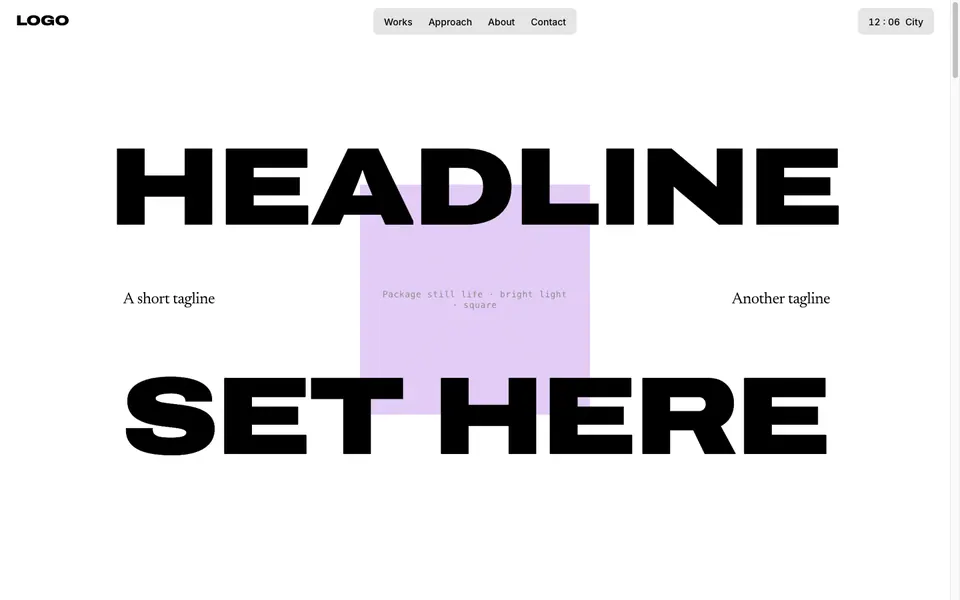 LOGO
Works Approach About Contact
12 : 06 City
HEADLINE
A short tagline
Package still life · bright light
· square
Another tagline
SET HERE